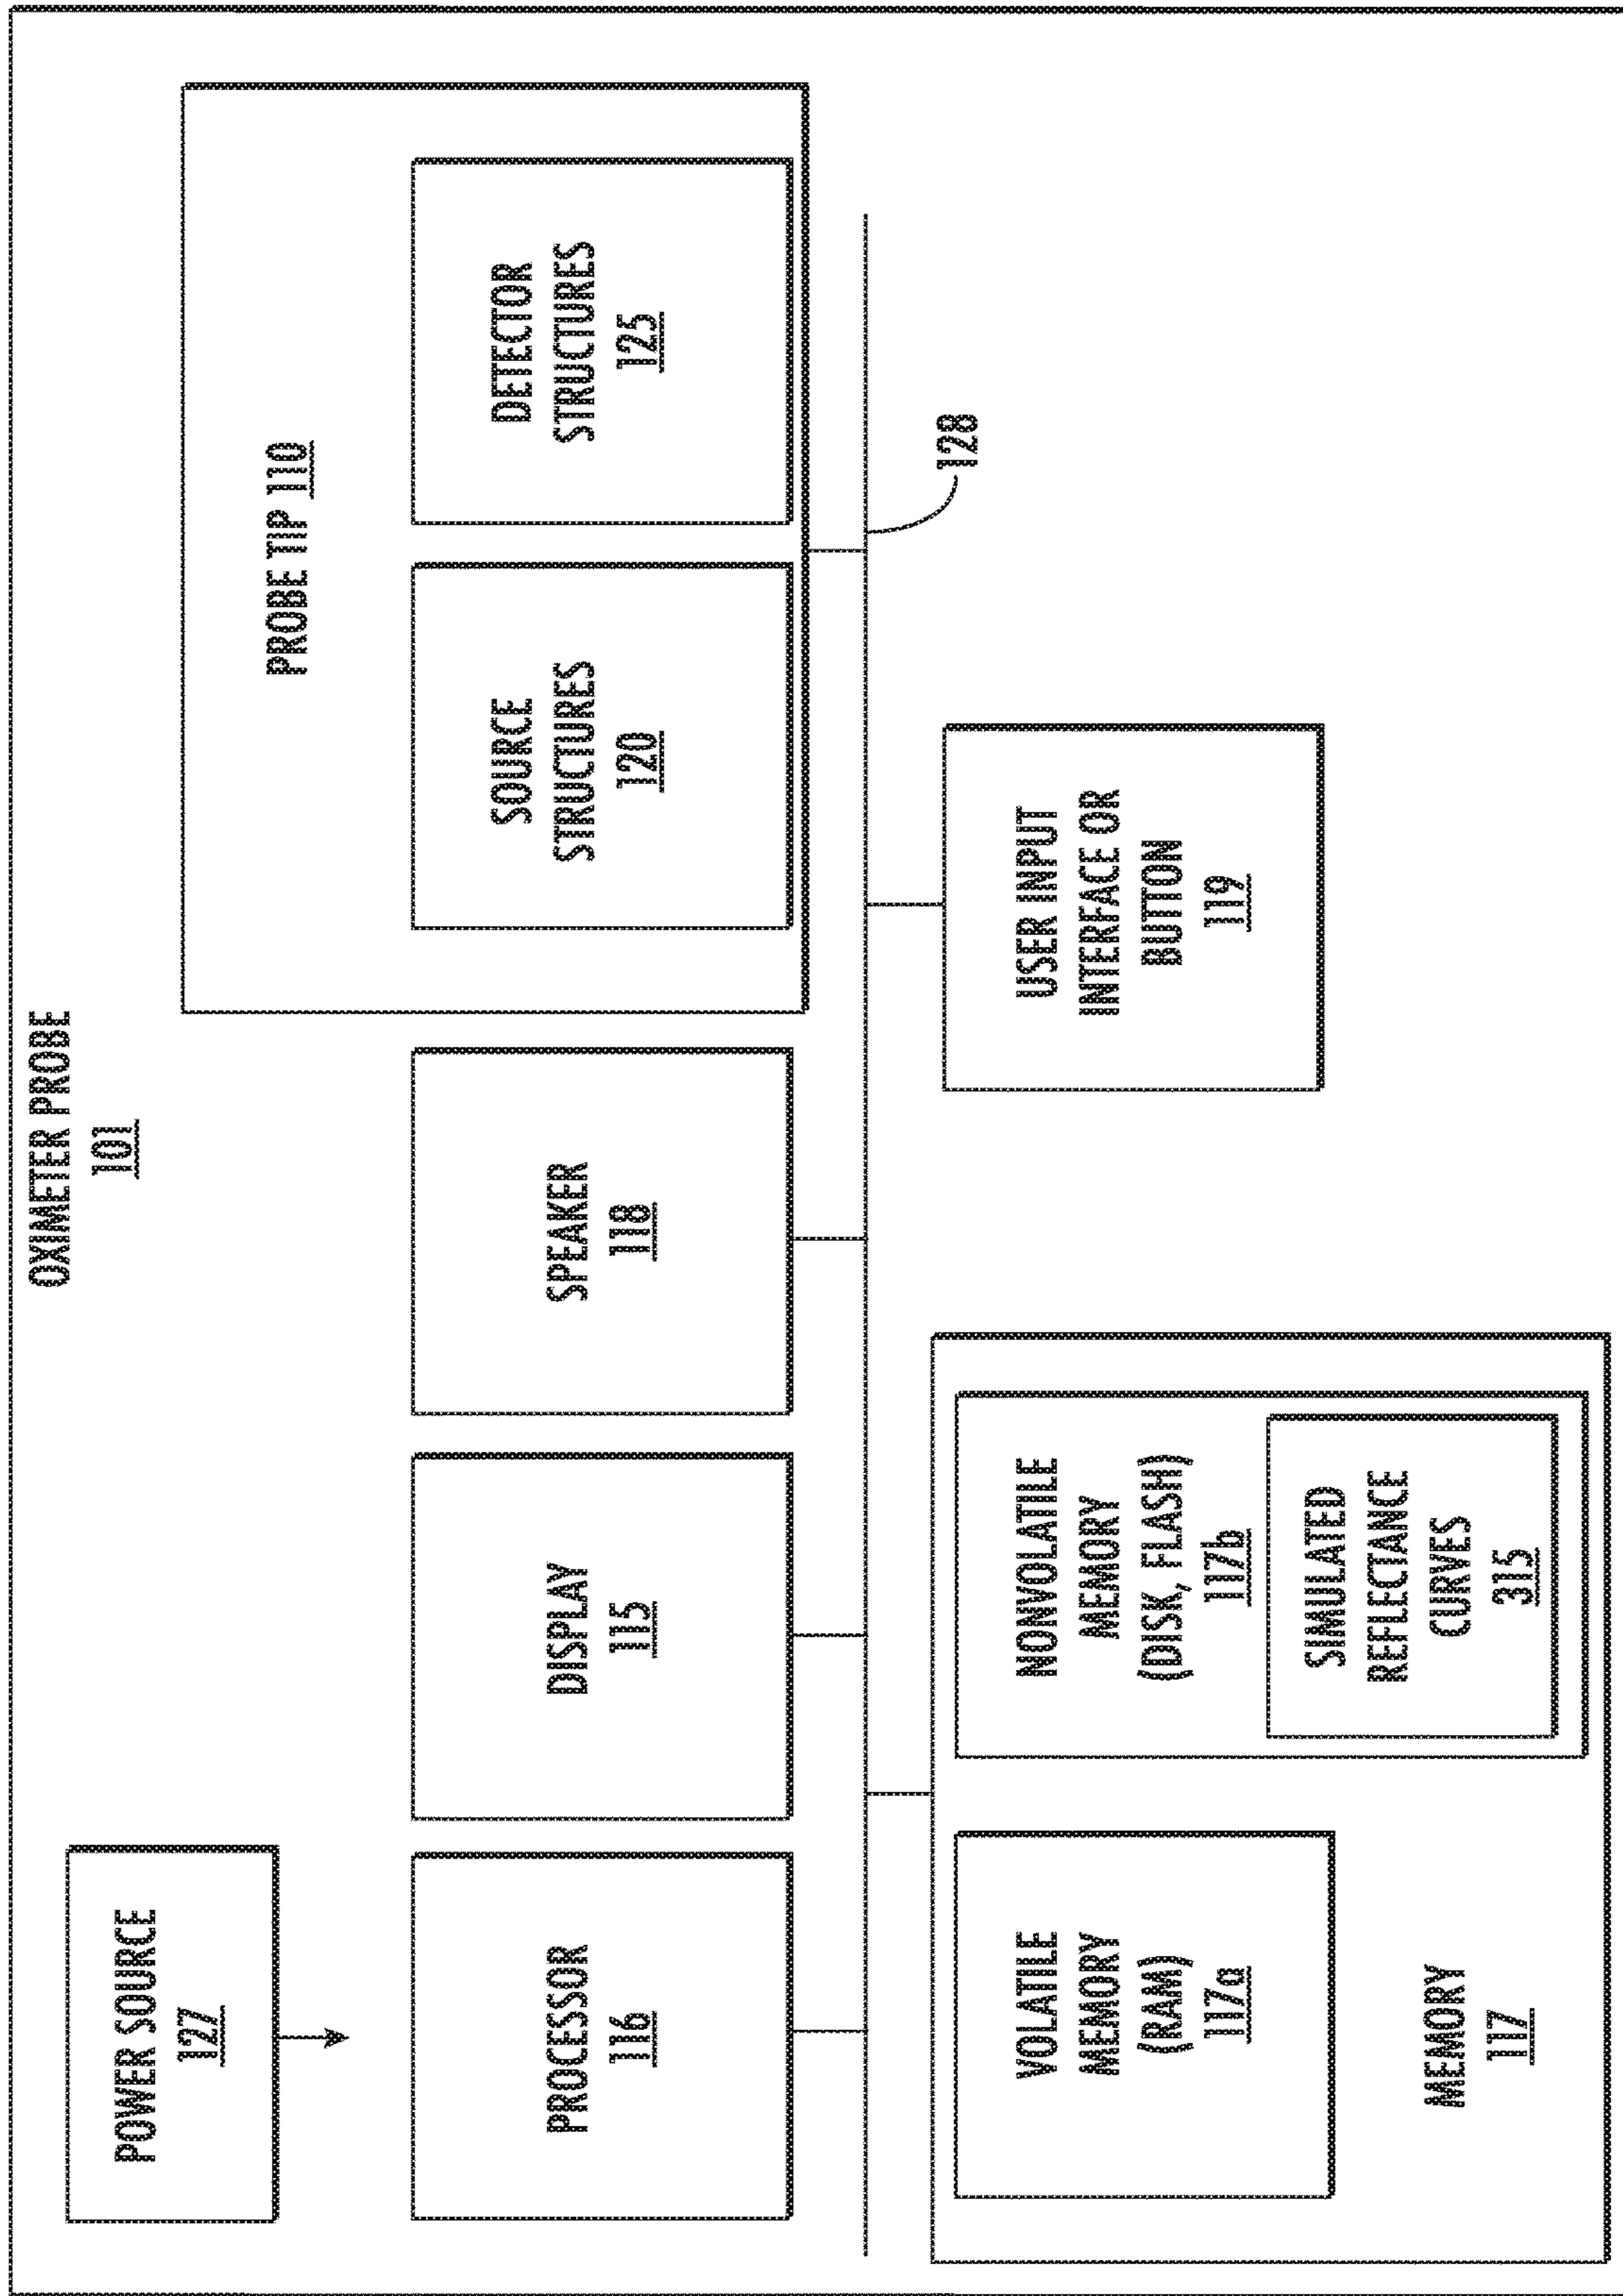 OXIMETER PROBE
101
POWER SOURCE
127
PROBE TIP 110
PROCESSOR
116
DISPLAY
115
SPEAKER
118
SOURCE
STRUCTURES
120
DETECTOR
STRUCTURES
125
128
VOLATILE
MEMORY
(RAM)
117a
MEMORY
117
NONVOLATILE
MEMORY
(DISK, FLASH)
117b
SIMULATED
REFLECTANCE
CURVES
315
USER INPUT
INTERFACE OR
BUTTON
119